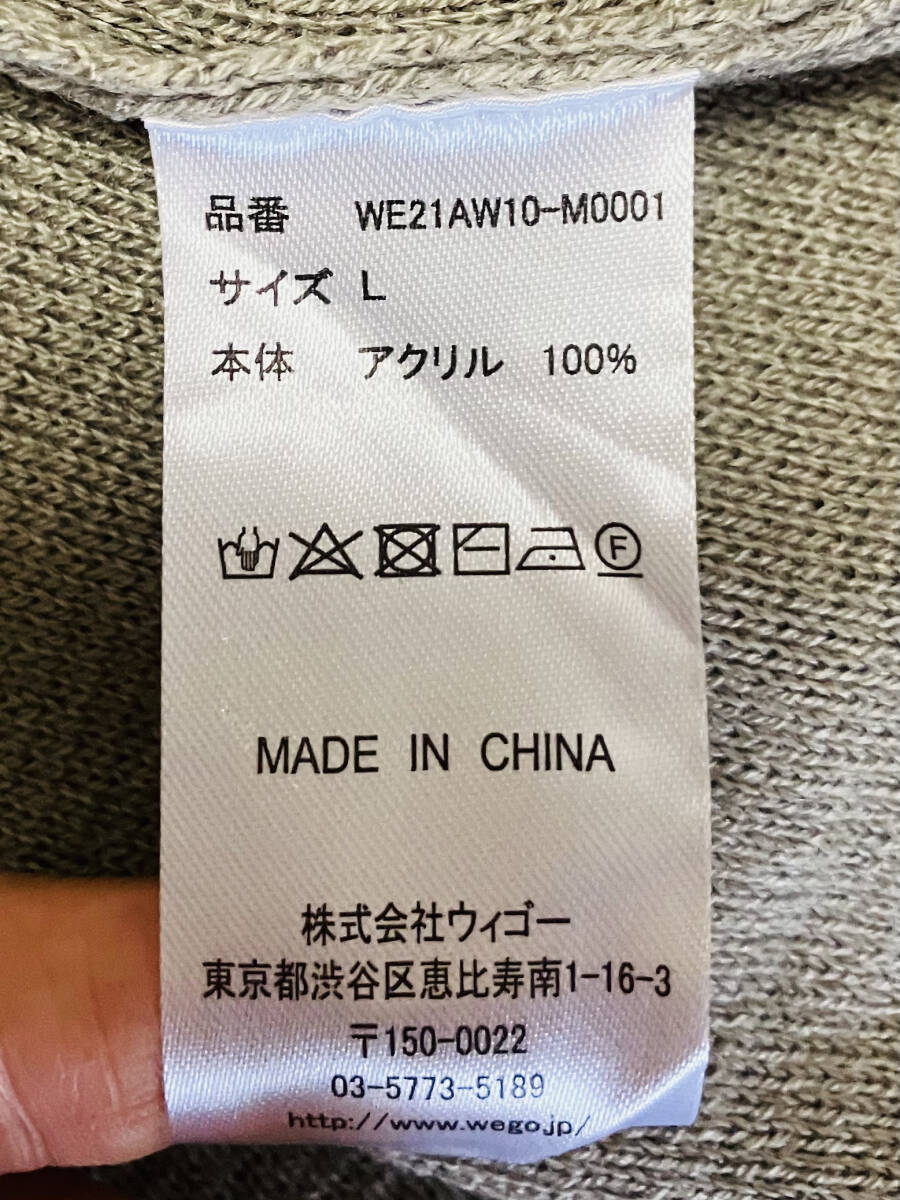 品番 WE21AW10-M0001
サイズ L
本体 アクリル 100%
F
MADE IN CHINA
株式会社ウィゴー
東京都渋谷区恵比寿南1-16-3
〒150-0022
03-5773-5189
http://www.wego.jp/